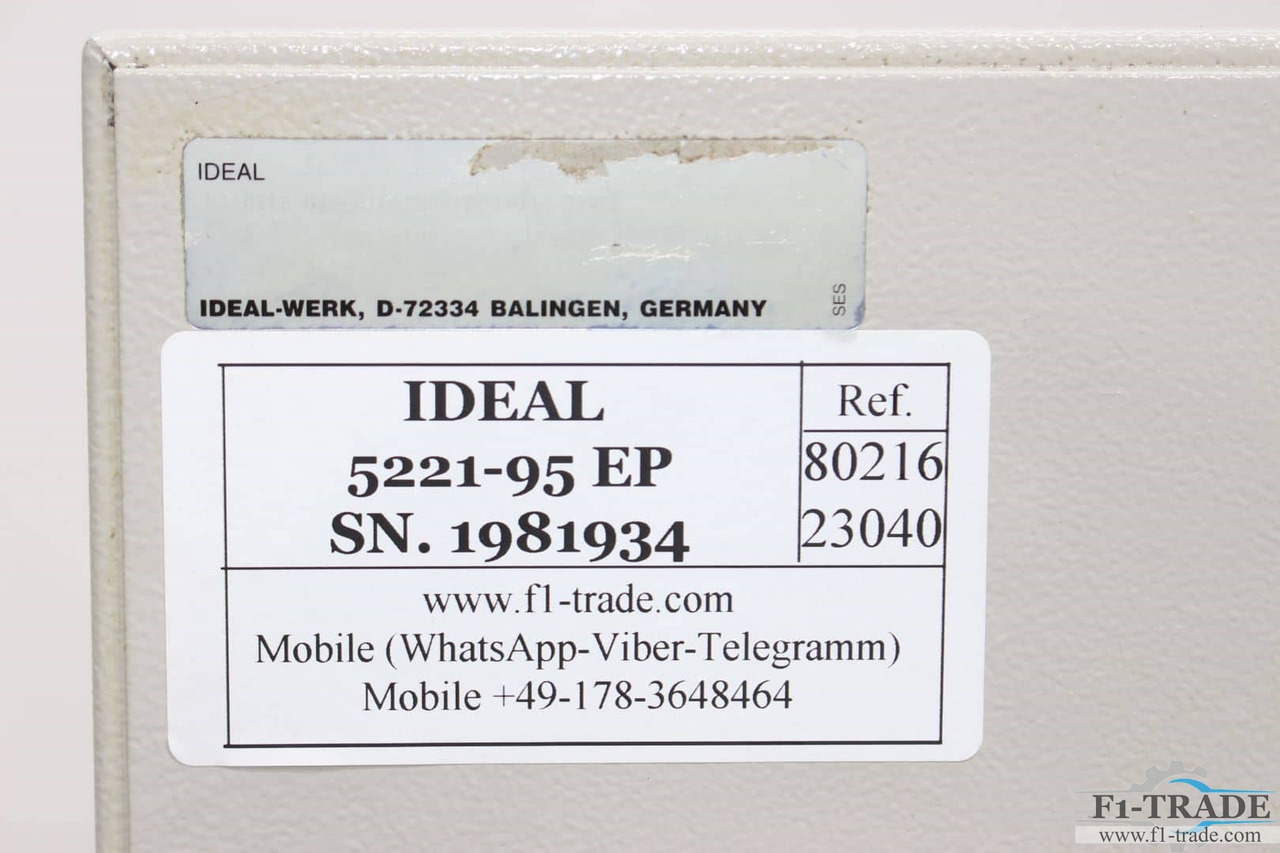 IDEAL
IDEAL-WERK, D-72334 BALINGEN, GERMANY
SES
IDEAL
5221-95 EP
SN. 1981934
Ref.
80216
23040
www.f1-trade.com
Mobile (WhatsApp-Viber-Telegramm)
Mobile +49-178-3648464
F1-TRADE
www.f1-trade.com